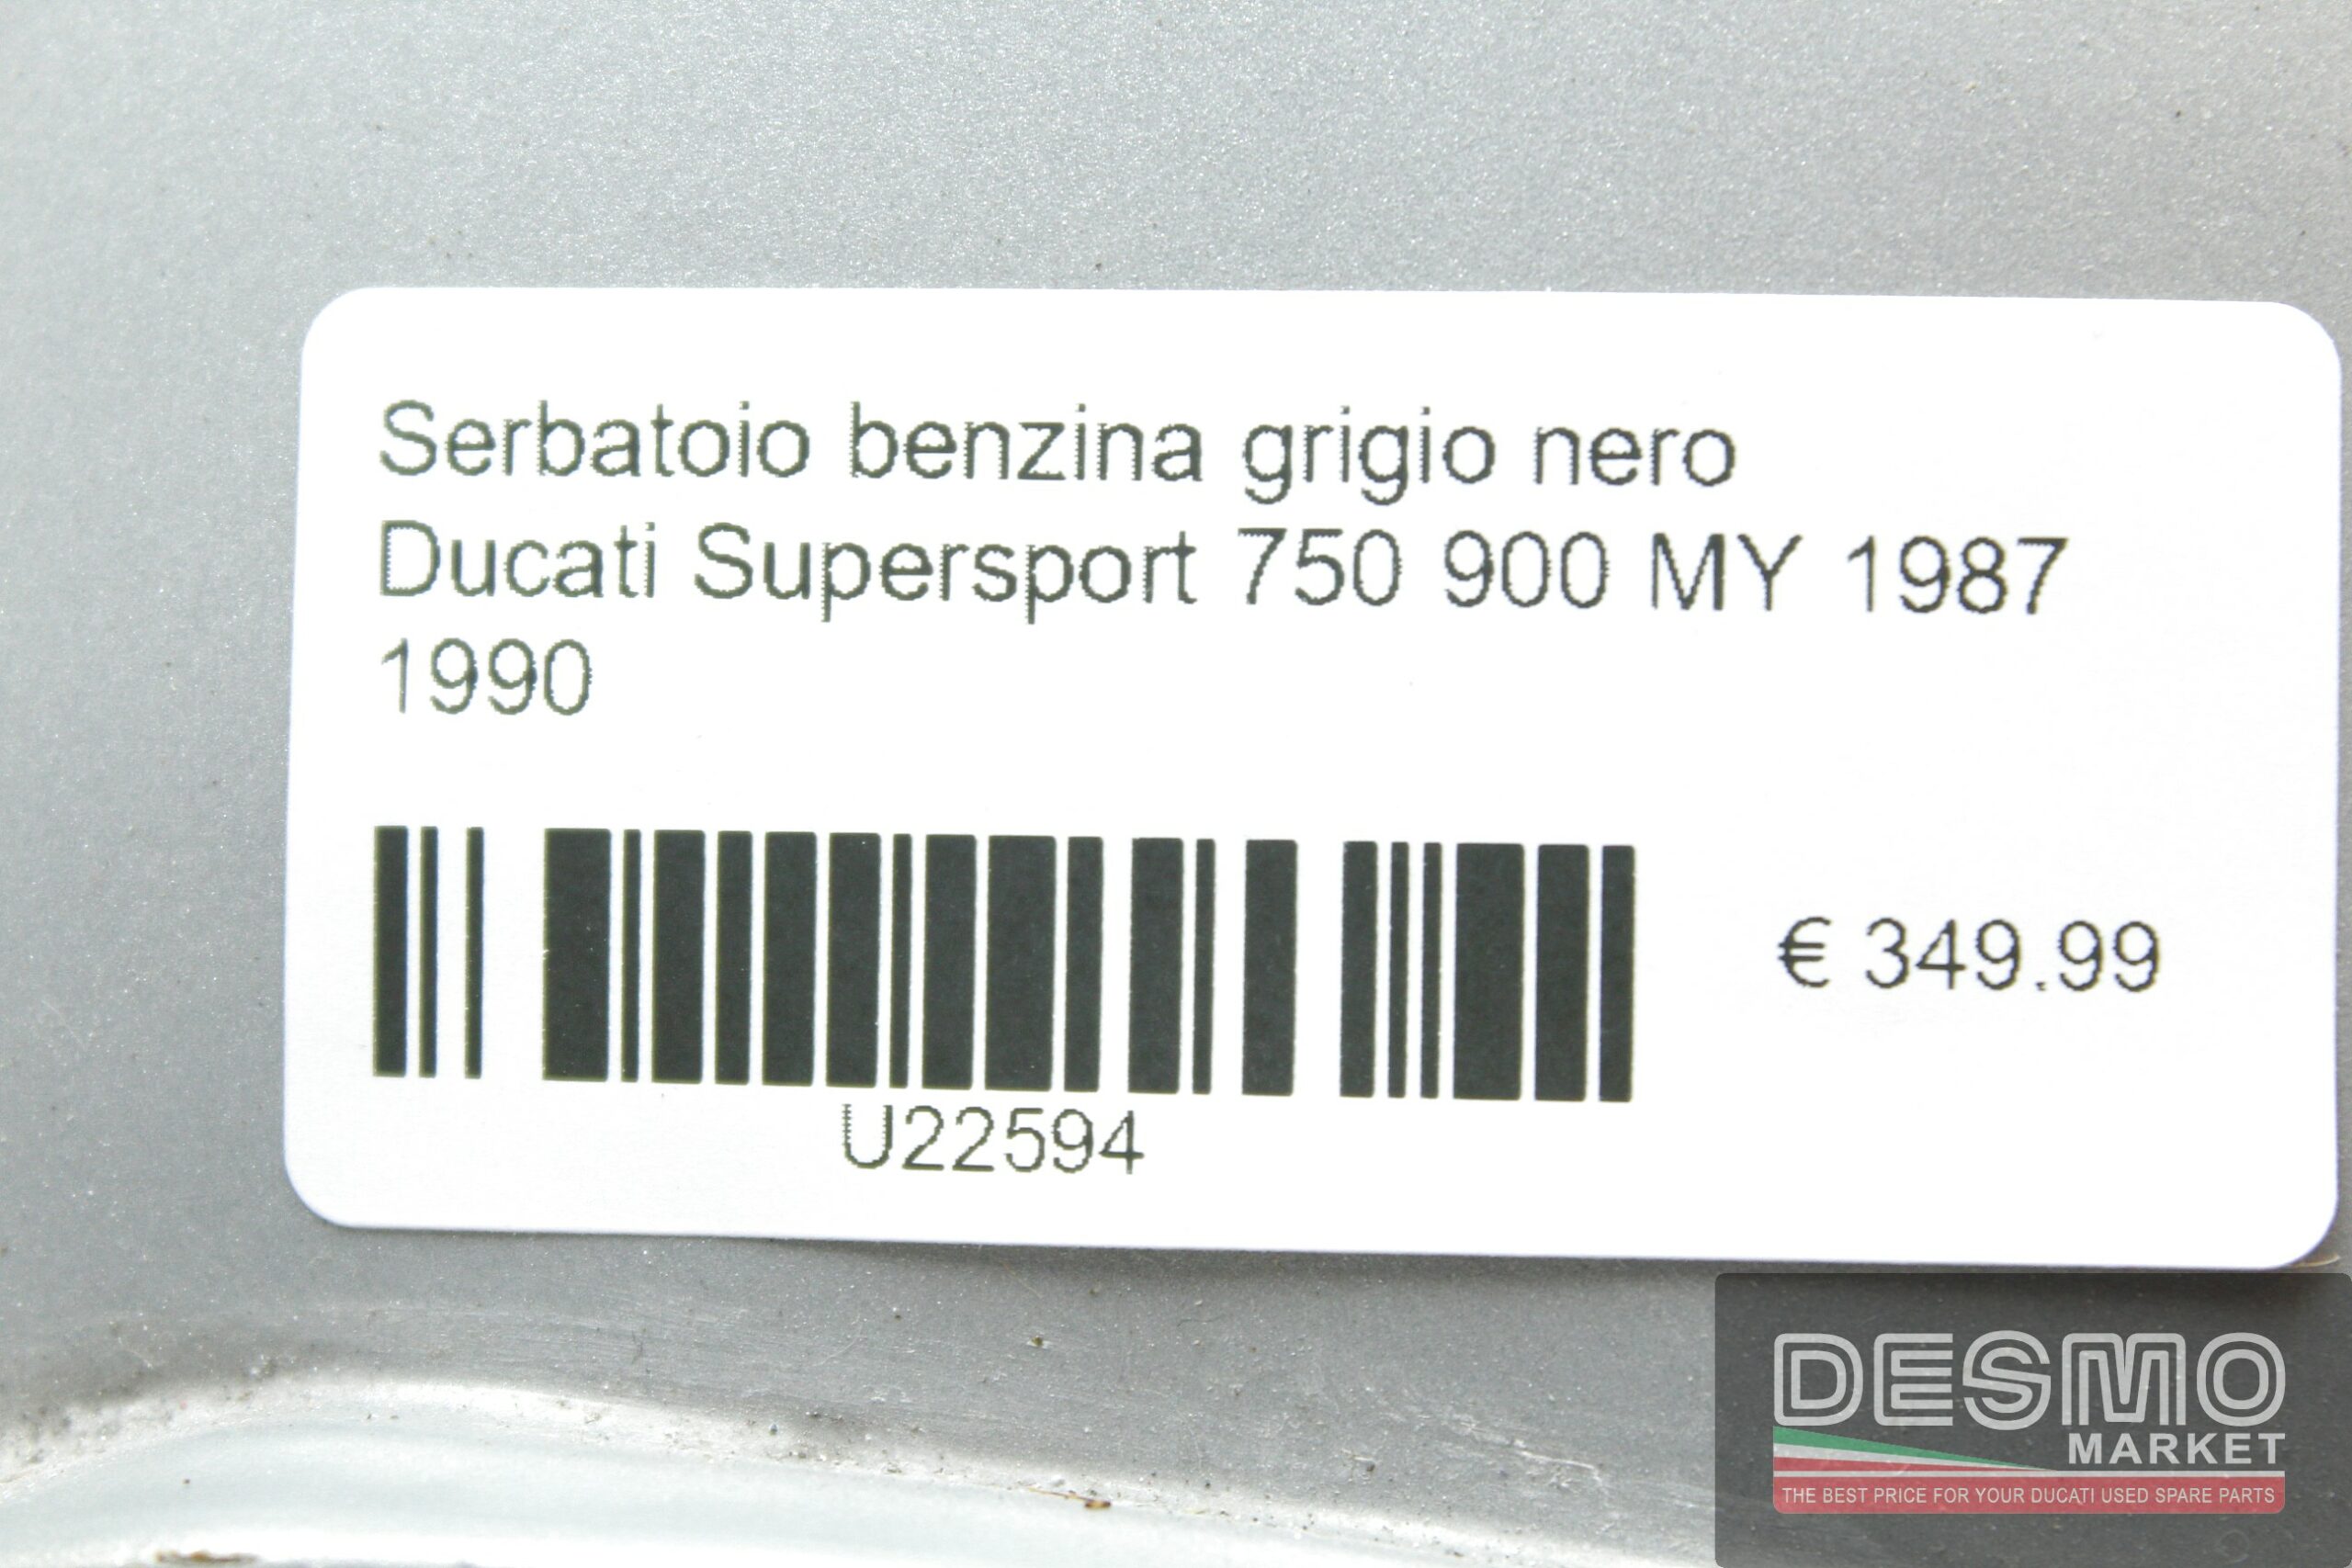 Serbatoio benzina grigio nero
Ducati Supersport 750 900 MY 1987
1990
€ 349.99
U22594
DESMO
MARKET
THE BEST PRICE FOR YOUR DUCATI USED SPARE PARTS